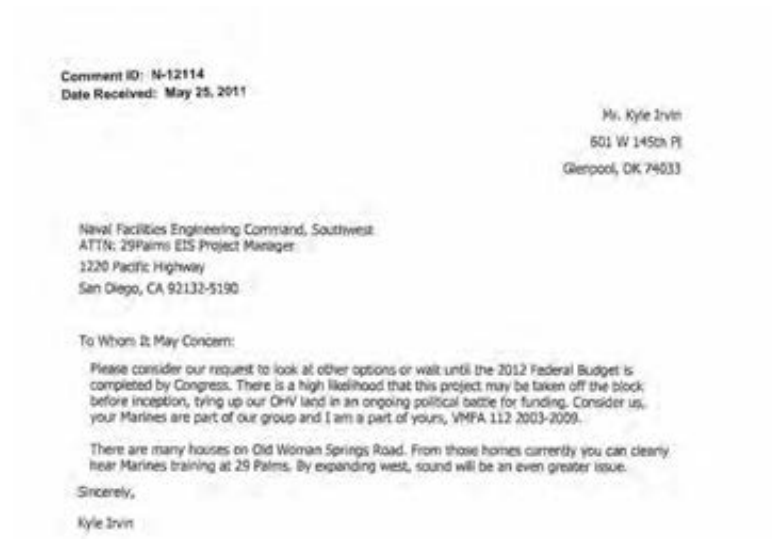 Comment ID: N-12114
Date Received: May 25, 2011
Mr. Kyle Irvin
601 W 145th Pl
Glenpool, OK 74033
Naval Facilities Engineering Command, Southwest
ATTN: 29Palms EIS Project Manager
1220 Pacific Highway
San Diego, CA 92132-5190
To Whom It May Concern:
Please consider our request to look at other options or wait until the 2012 Federal Budget is
completed by Congress. There is a high likelihood that this project may be taken off the block
before inception, tying up our OHV land in an ongoing political battle for funding. Consider us,
your Marines are part of our group and I am a part of yours, VMFA 112 2003-2009.
There are many houses on Old Woman Springs Road. From those homes currently you can clearly
hear Marines training at 29 Palms. By expanding west, sound will be an even greater issue.
Sincerely,
Kyle Irvin